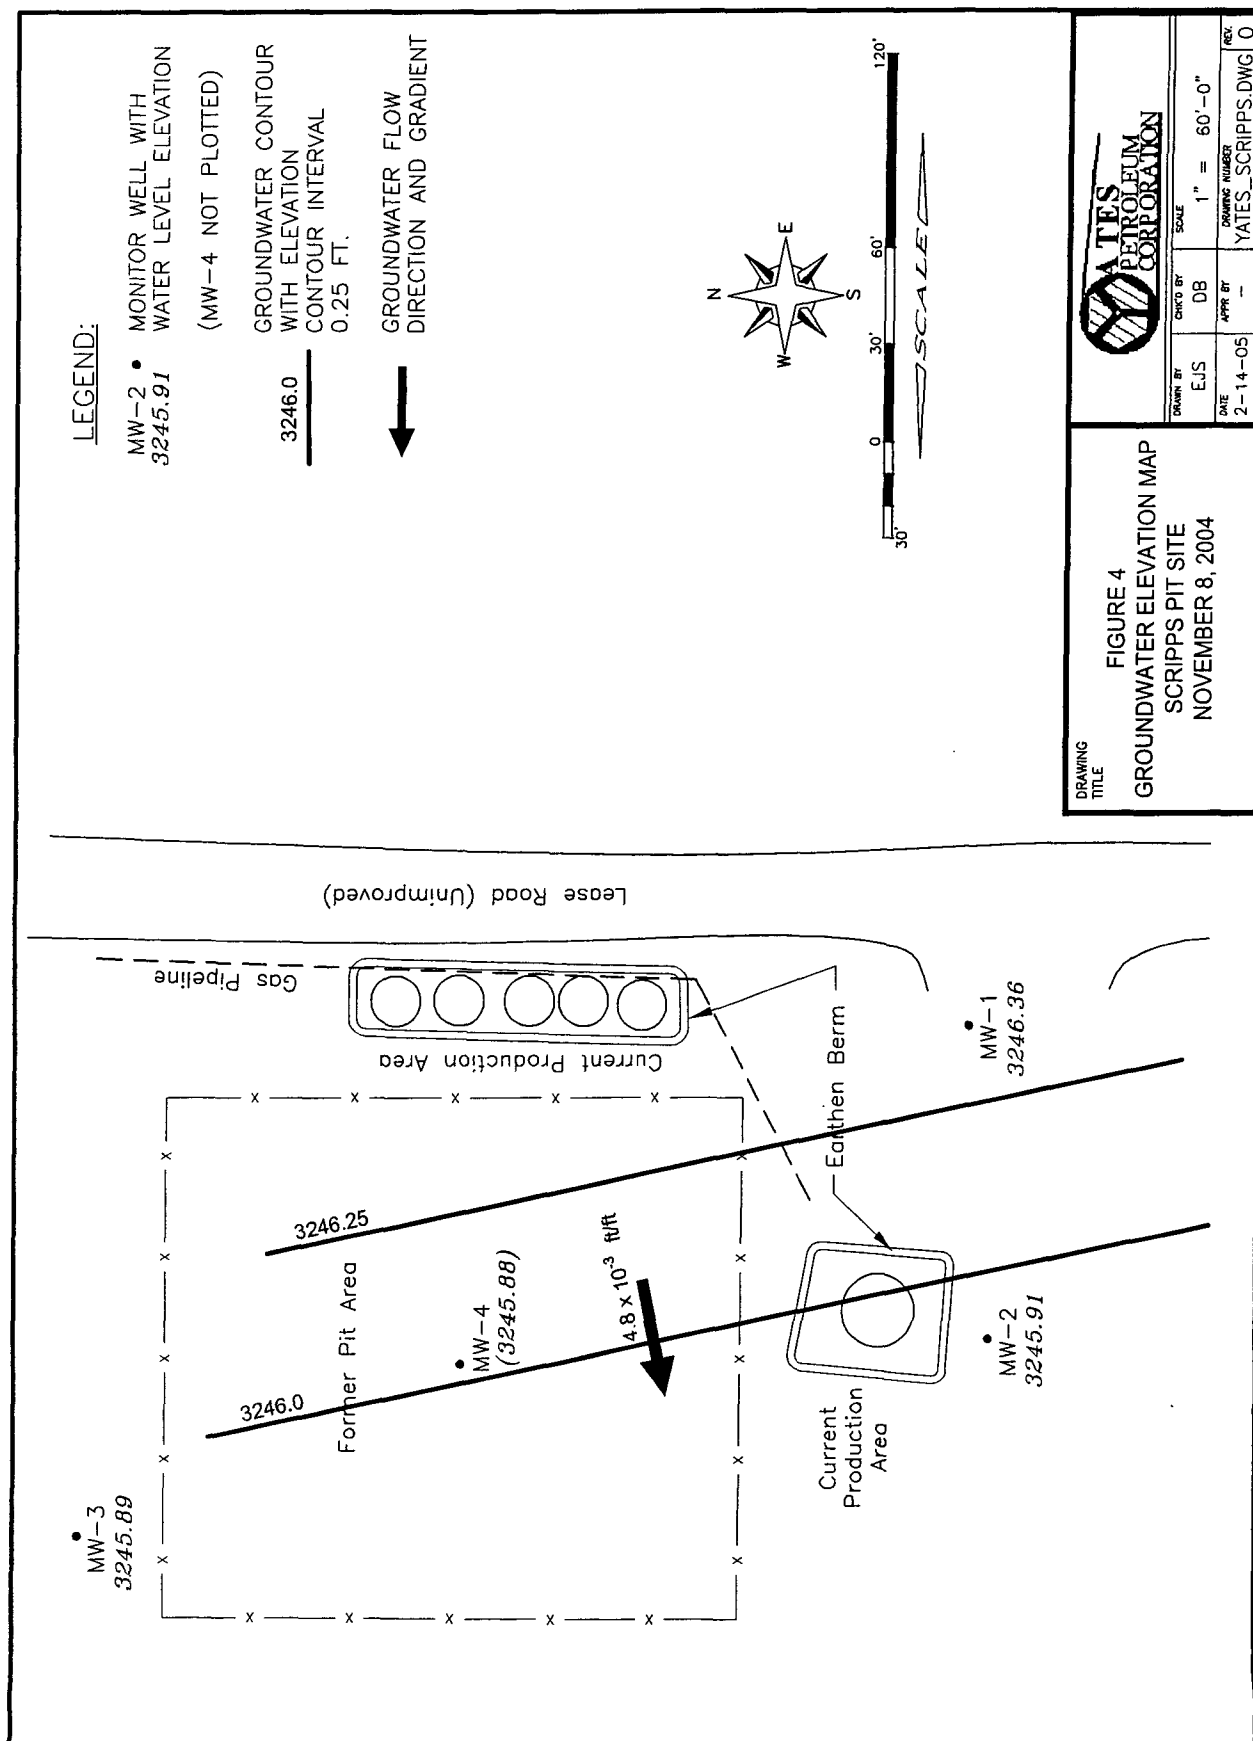 LEGEND:
MW-2
3245.91
MONITOR WELL WITH
WATER LEVEL ELEVATION
(MW-4 NOT PLOTTED)
3246.0
GROUNDWATER CONTOUR
WITH ELEVATION
CONTOUR INTERVAL
0.25 FT.
GROUNDWATER FLOW
DIRECTION AND GRADIENT
N
W
E
S
30'
0
30'
60'
120'
SCALE
MW-3
3245.89
Gas Pipeline
Lease Road (Unimproved)
Current Production Area
3246.25
3246.0
Former Pit Area
MW-4
(3245.88)
4.8 x 10⁻³ ft/ft
Earthen Berm
Current
Production
Area
MW-1
3246.36
MW-2
3245.91
DRAWING
TITLE
FIGURE 4
GROUNDWATER ELEVATION MAP
SCRIPPS PIT SITE
NOVEMBER 8, 2004
YATES
PETROLEUM
CORPORATION
DRAWN BY
EJS
CHK'D BY
DB
SCALE
1" = 60'-0"
DATE
2-14-05
APPR BY
--
DRAWING NUMBER
YATES_SCRIPPS.DWG
REV.
0